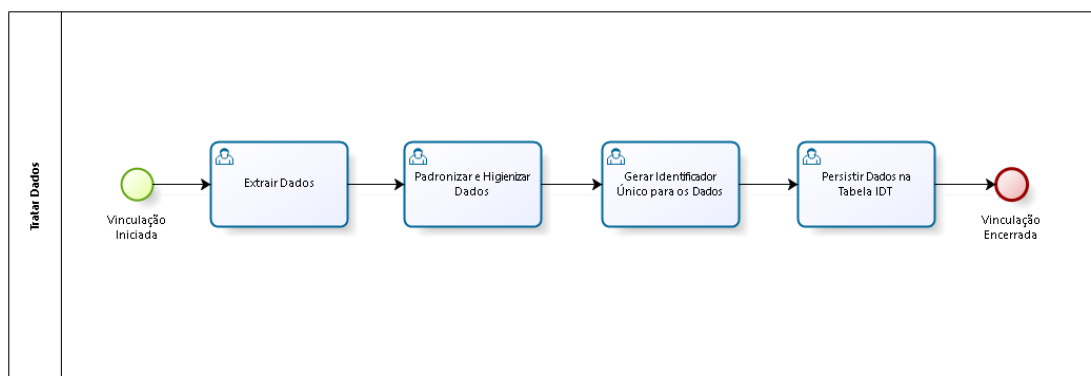 Tratar Dados
Vinculação
Iniciada
Extrair Dados
Padronizar e Higienizar
Dados
Gerar Identificador
Único para os Dados
Persistir Dados na
Tabela IDT
Vinculação
Encerrada